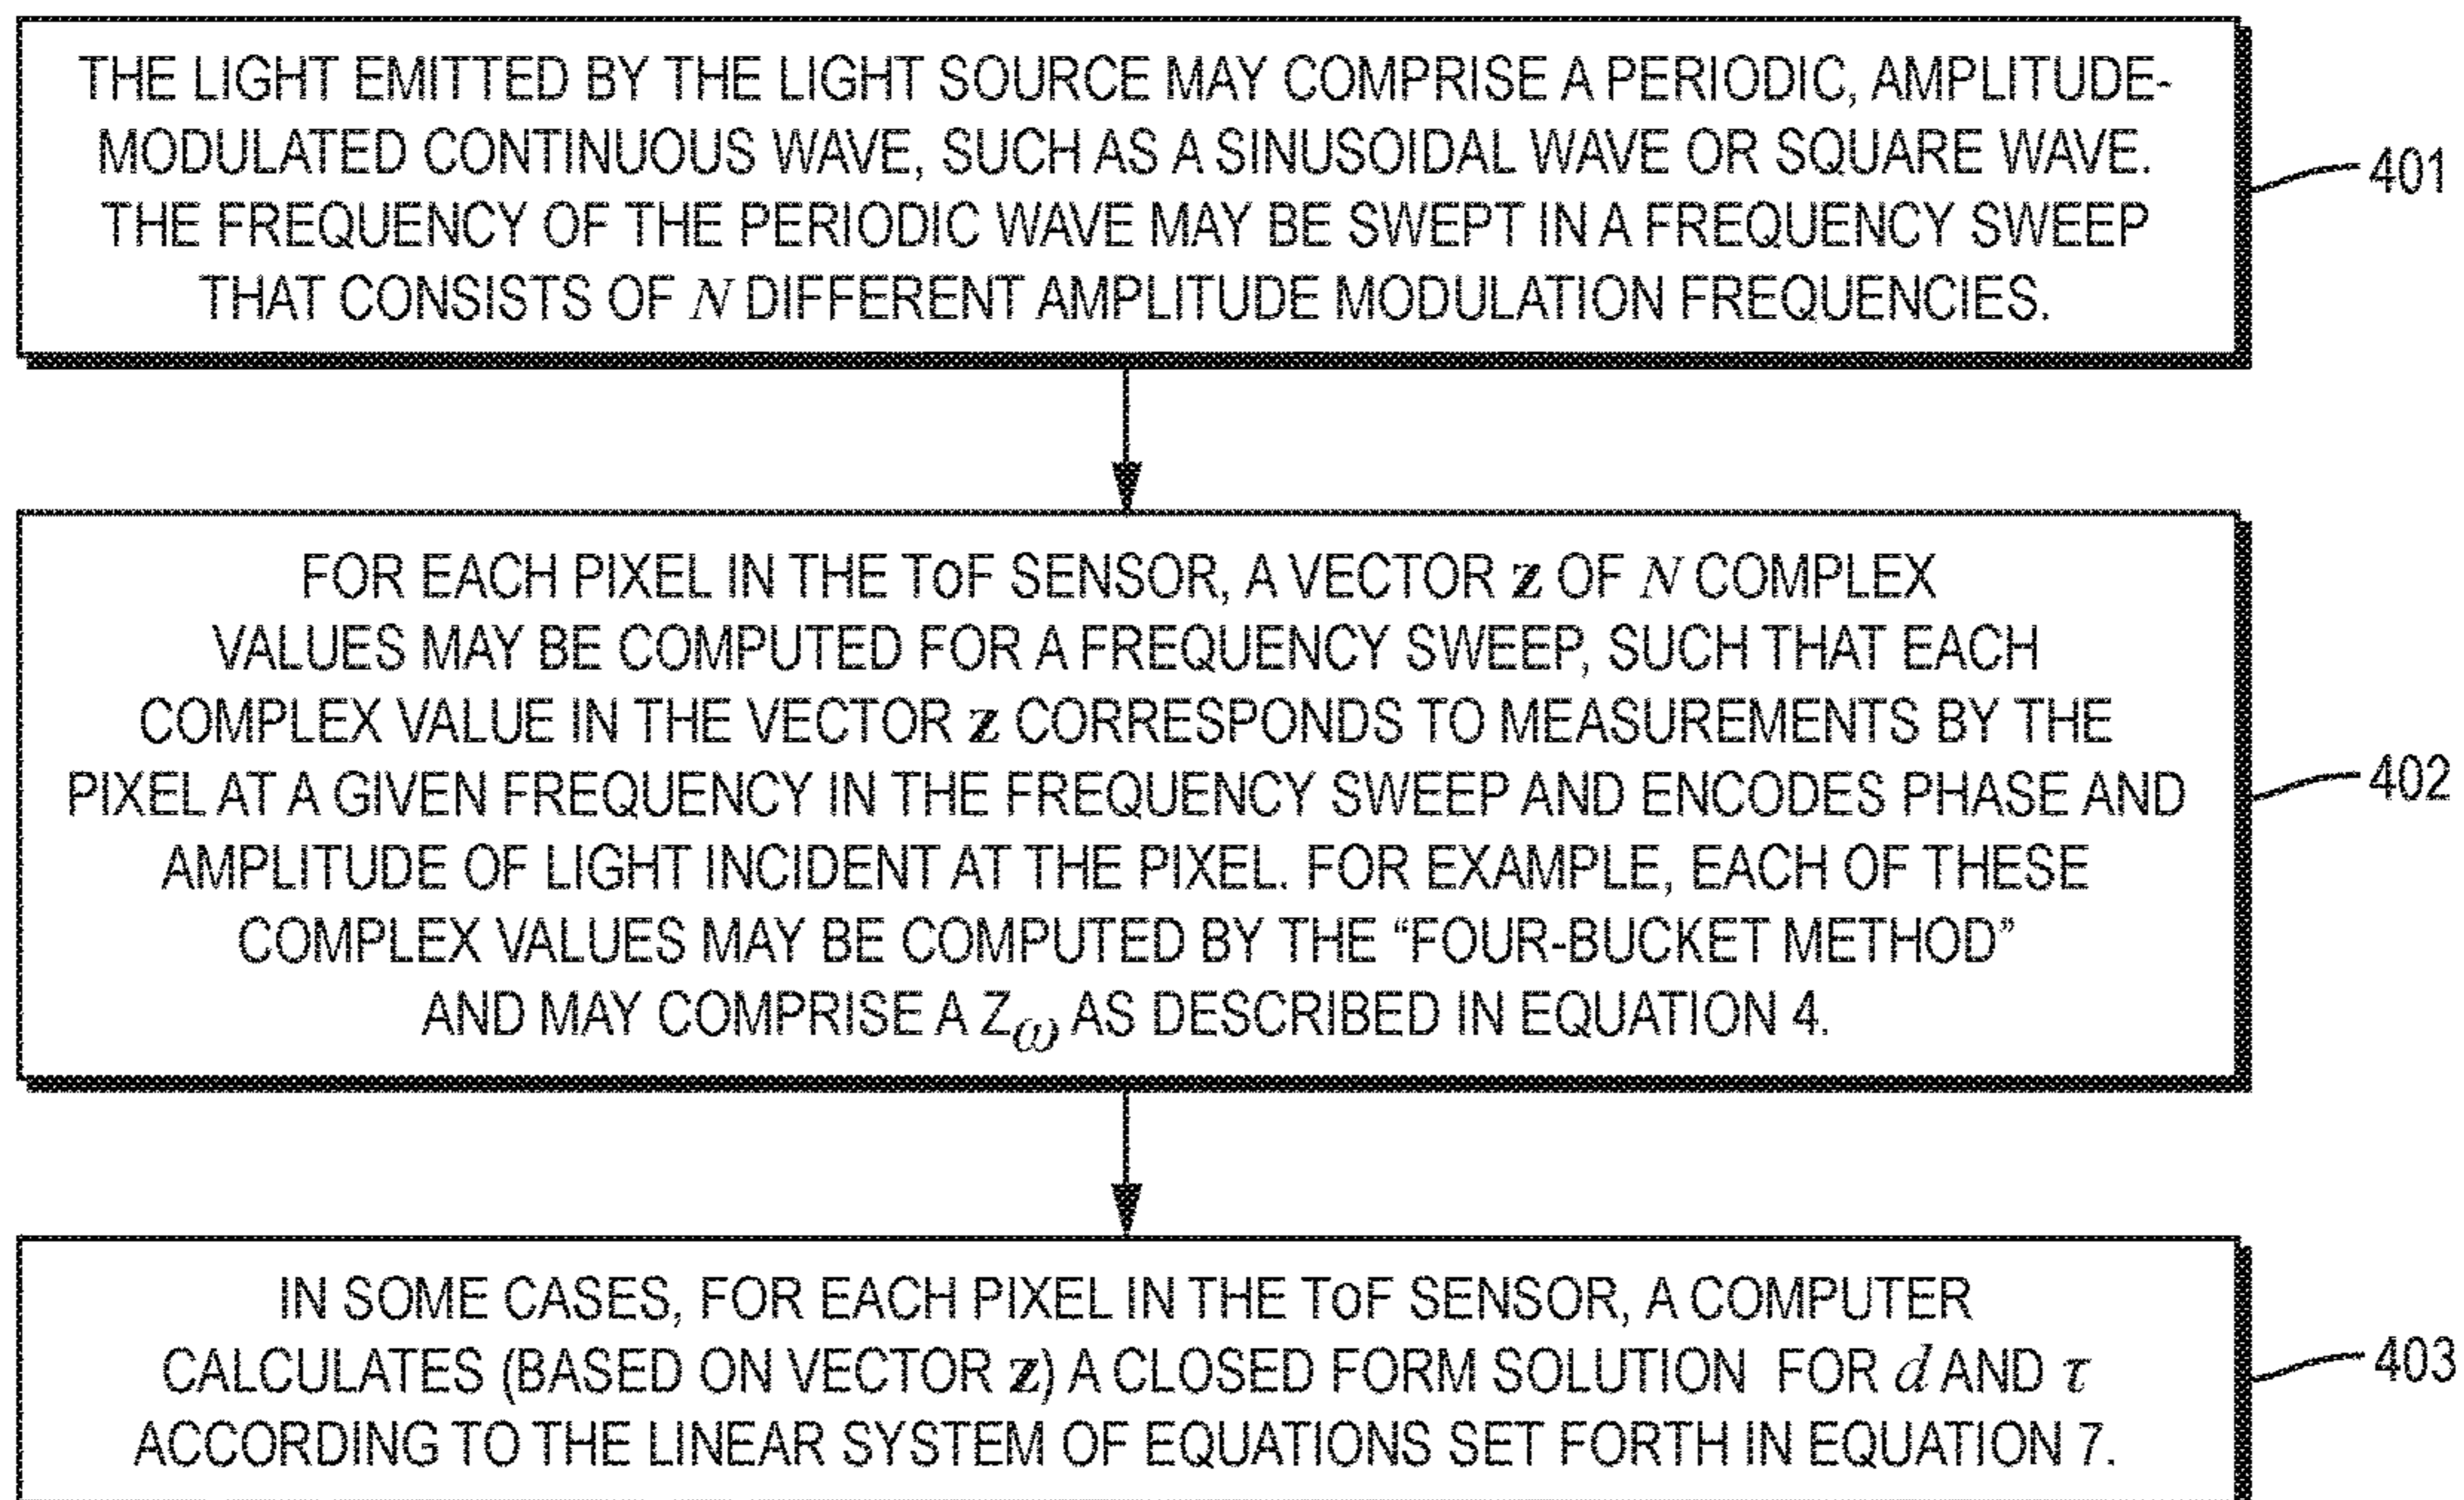 THE LIGHT EMITTED BY THE LIGHT SOURCE MAY COMPRISE A PERIODIC, AMPLITUDE-
MODULATED CONTINUOUS WAVE, SUCH AS A SINUSOIDAL WAVE OR SQUARE WAVE.
THE FREQUENCY OF THE PERIODIC WAVE MAY BE SWEPT IN A FREQUENCY SWEEP
THAT CONSISTS OF N DIFFERENT AMPLITUDE MODULATION FREQUENCIES.
401
FOR EACH PIXEL IN THE ToF SENSOR, A VECTOR z OF N COMPLEX
VALUES MAY BE COMPUTED FOR A FREQUENCY SWEEP, SUCH THAT EACH
COMPLEX VALUE IN THE VECTOR z CORRESPONDS TO MEASUREMENTS BY THE
PIXEL AT A GIVEN FREQUENCY IN THE FREQUENCY SWEEP AND ENCODES PHASE AND
AMPLITUDE OF LIGHT INCIDENT AT THE PIXEL. FOR EXAMPLE, EACH OF THESE
COMPLEX VALUES MAY BE COMPUTED BY THE “FOUR-BUCKET METHOD”
AND MAY COMPRISE A Zω AS DESCRIBED IN EQUATION 4.
402
IN SOME CASES, FOR EACH PIXEL IN THE ToF SENSOR, A COMPUTER
CALCULATES (BASED ON VECTOR z) A CLOSED FORM SOLUTION FOR d AND τ
ACCORDING TO THE LINEAR SYSTEM OF EQUATIONS SET FORTH IN EQUATION 7.
403